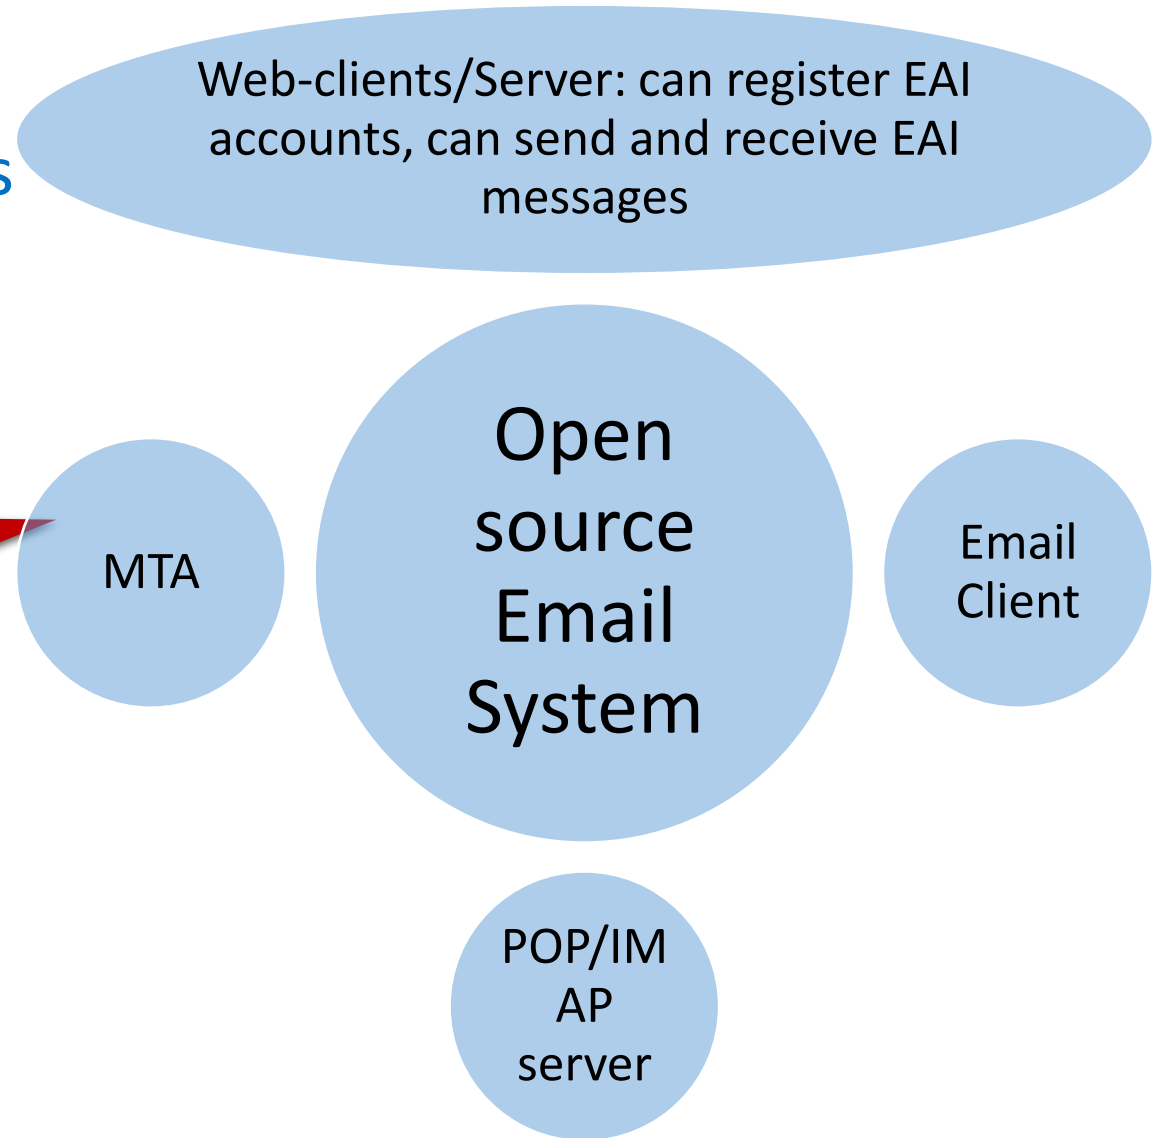 Web-clients/Server: can register EAI
accounts, can send and receive EAI
messages
s
Open
source
Email
System
MTA
Email
Client
POP/IM
AP
server